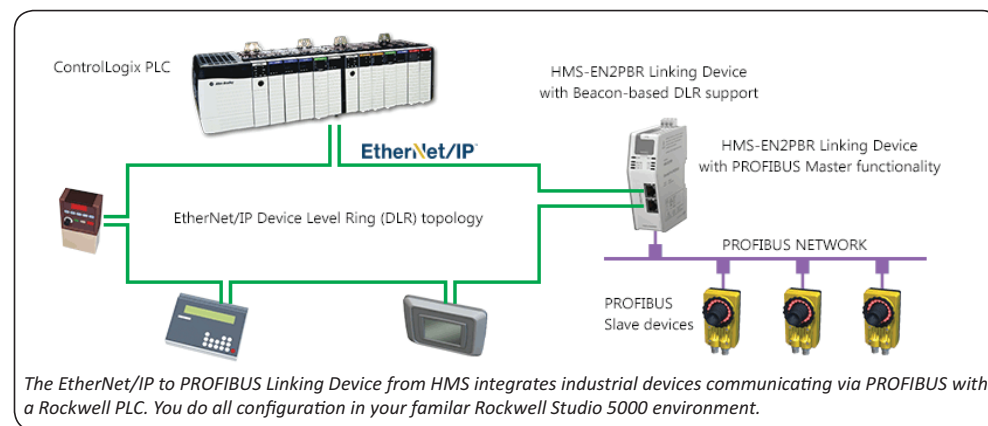 ControlLogix PLC
HMS-EN2PBR Linking Device
with Beacon-based DLR support
EtherNet/IP
HMS-EN2PBR Linking Device
with PROFIBUS Master functionality
EtherNet/IP Device Level Ring (DLR) topology
PROFIBUS NETWORK
PROFIBUS
Slave devices
The EtherNet/IP to PROFIBUS Linking Device from HMS integrates industrial devices communicating via PROFIBUS with
a Rockwell PLC. You do all configuration in your familar Rockwell Studio 5000 environment.